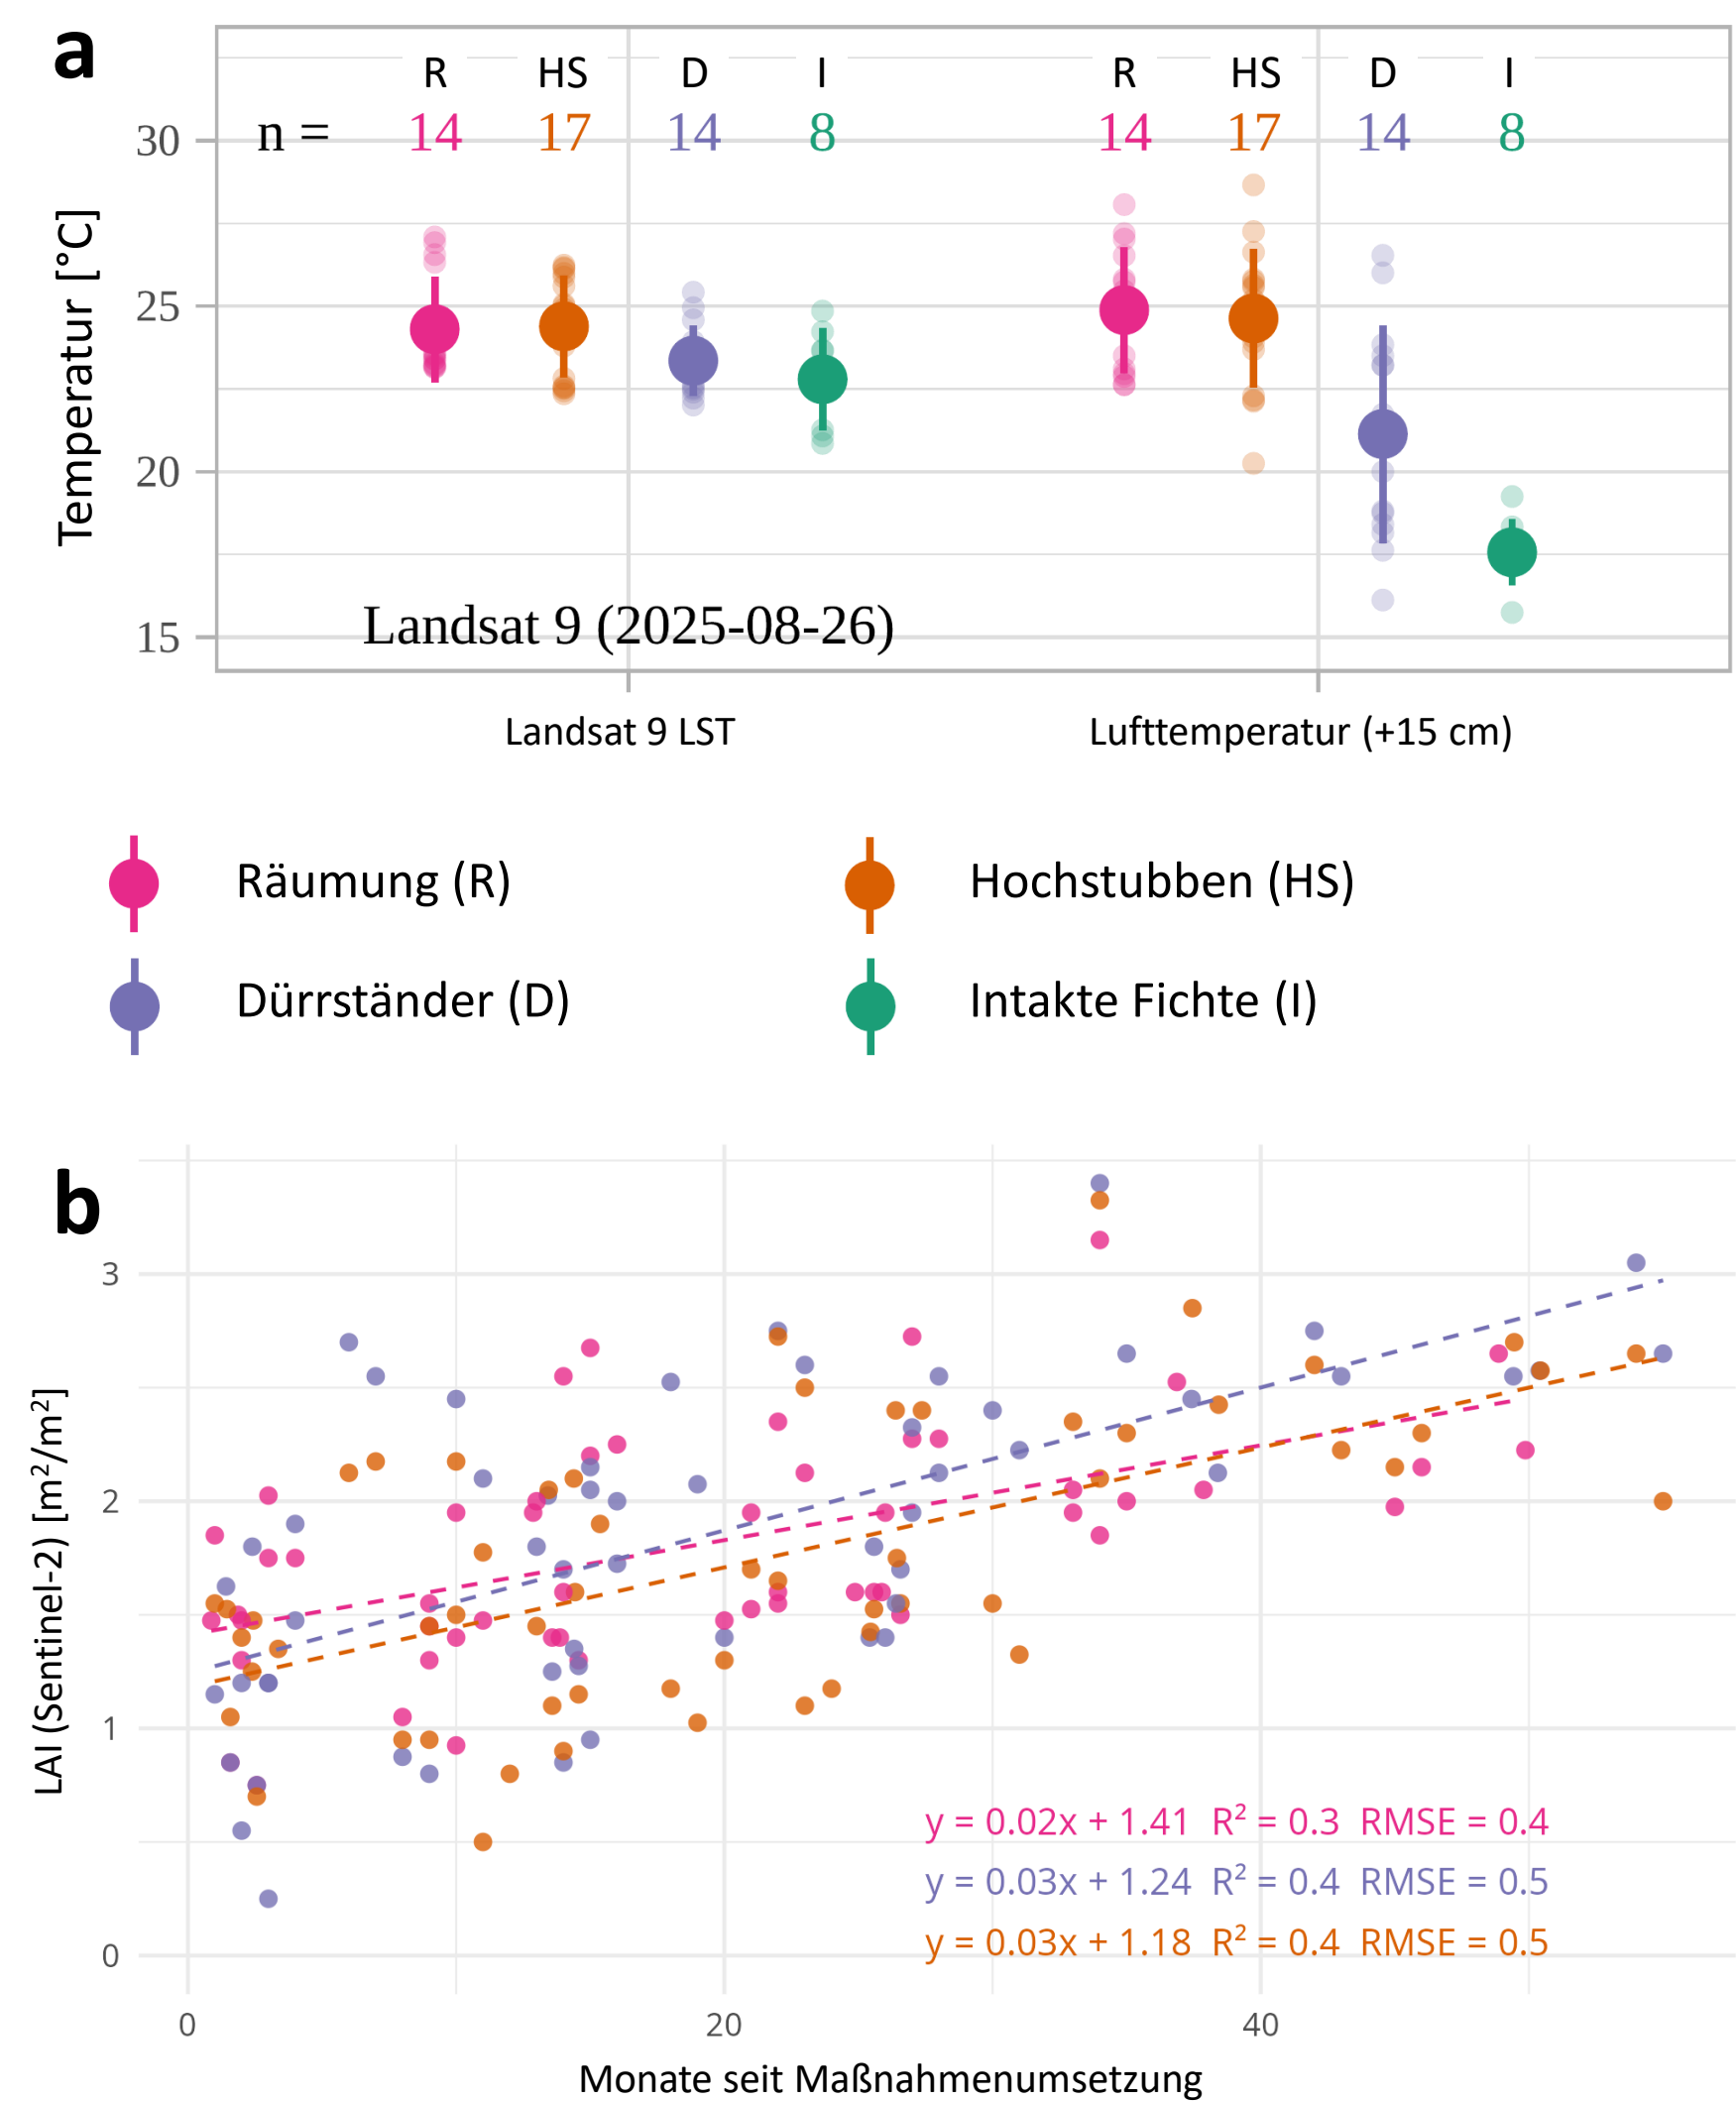 a
R HS D I R HS D I
n = 14 17 14 8 14 17 14 8
30
25
20
15
Temperatur [°C]
Landsat 9 (2025-08-26)
Landsat 9 LST Lufttemperatur (+15 cm)
Räumung (R) Hochstubben (HS)
Dürrständer (D) Intakte Fichte (I)
b
3
2
1
0
LAI (Sentinel-2) [m²/m²]
y = 0.02x + 1.41 R² = 0.3 RMSE = 0.4
y = 0.03x + 1.24 R² = 0.4 RMSE = 0.5
y = 0.03x + 1.18 R² = 0.4 RMSE = 0.5
0 20 40
Monate seit Maßnahmenumsetzung